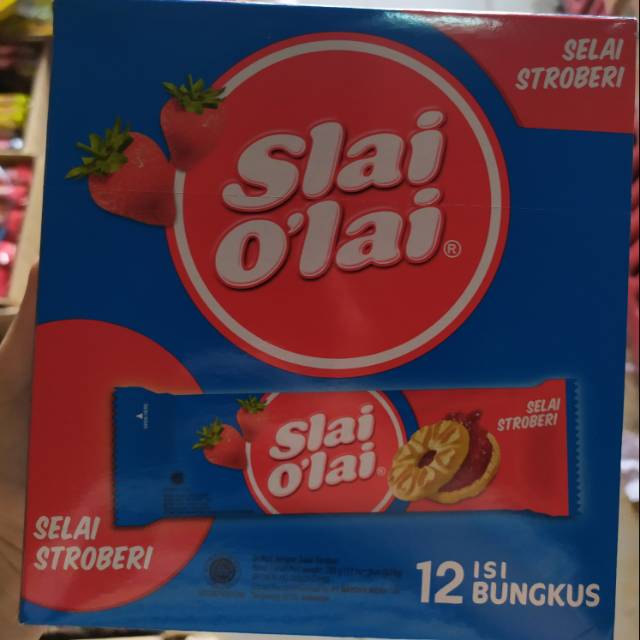 SELAI
STROBERI
Slai
O'lai®
SELAI
STROBERI
Slai
O'lai®
SELAI
STROBERI
12 ISI
BUNGKUS